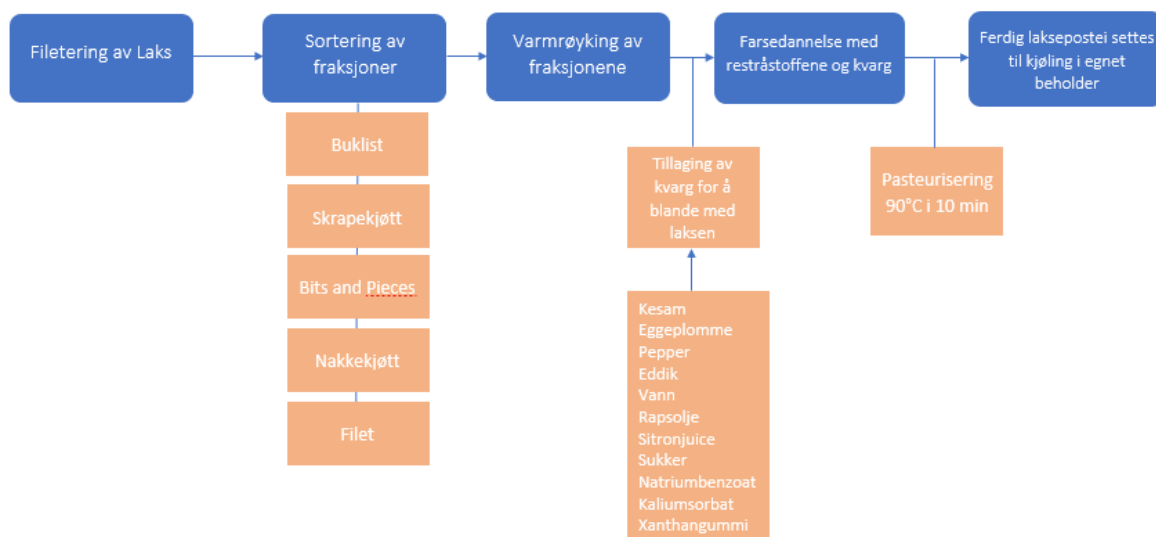 Filetering av Laks
Sortering av
fraksjoner
Varmrøyking av
fraksjonene
Farsedannelse med
restråstoffene og kvarg
Ferdig laksepostei settes
til kjøling i egnet
beholder
Buklist
Skrapekjøtt
Bits and Pieces
Nakkekjøtt
Filet
Tillaging av
kvarg for å
blande med
laksen
Kesam
Eggeplomme
Pepper
Eddik
Vann
Rapsolje
Sitronjuice
Sukker
Natriumbenzoat
Kaliumsorbat
Xanthangummi
Pasteurisering
90°C i 10 min